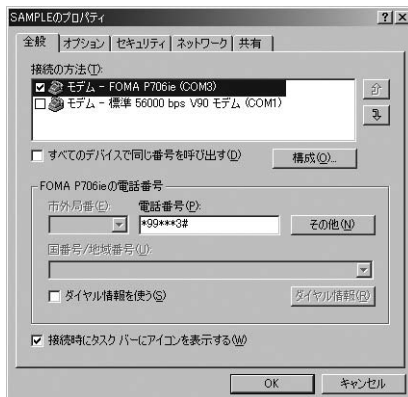 SAMPLEのプロパティ
全般 オプション セキュリティ ネットワーク 共有
接続の方法(T):
モデム - FOMA P706ie (COM3)
モデム - 標準 56000 bps V90 モデム (COM1)
すべてのデバイスで同じ番号を呼び出す(D) 構成(O)...
FOMA P706ieの電話番号
市外局番(E): 電話番号(P):
*99***3# その他(N)
国番号/地域番号(U):
ダイヤル情報を使う(S) ダイヤル情報(R)
接続時にタスク バーにアイコンを表示する(W)
OK キャンセル